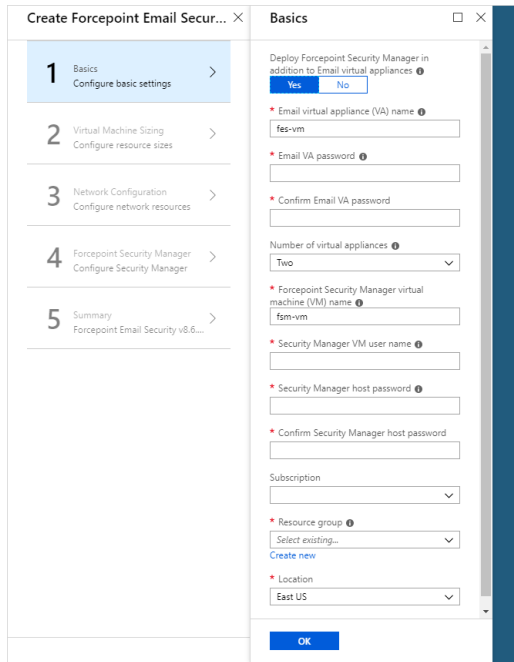 Create Forcepoint Email Secur...
1
Basics
Configure basic settings
2
Virtual Machine Sizing
Configure resource sizes
3
Network Configuration
Configure network resources
4
Forcepoint Security Manager
Configure Security Manager
5
Summary
Forcepoint Email Security v8.6....
Basics
Deploy Forcepoint Security Manager in
addition to Email virtual appliances
Yes No
* Email virtual appliance (VA) name
fes-vm
* Email VA password
* Confirm Email VA password
Number of virtual appliances
Two
* Forcepoint Security Manager virtual
machine (VM) name
fsm-vm
* Security Manager VM user name
* Security Manager host password
* Confirm Security Manager host password
Subscription
* Resource group
Select existing...
Create new
* Location
East US
OK